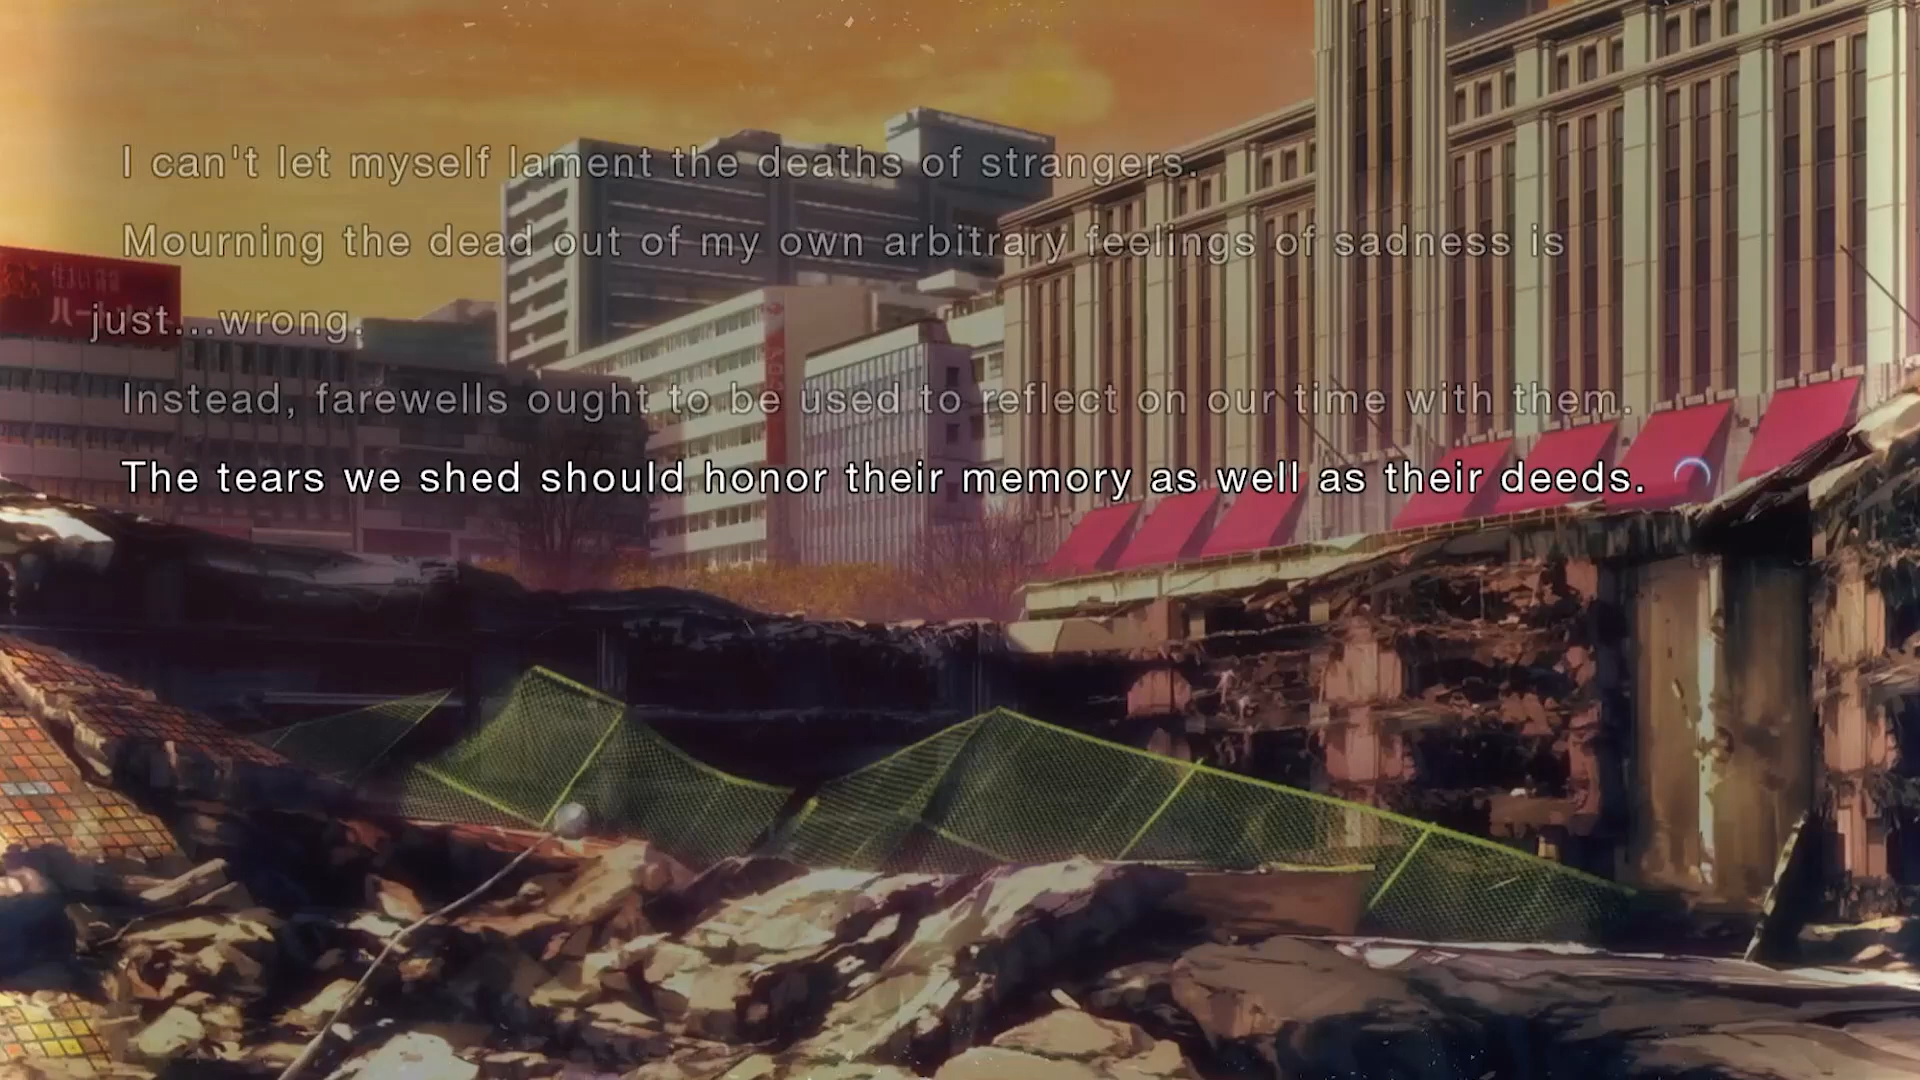 I can't let myself lament the deaths of strangers.
Mourning the dead out of my own arbitrary feelings of sadness is
just...wrong.
Instead, farewells ought to be used to reflect on our time with them.
The tears we shed should honor their memory as well as their deeds.